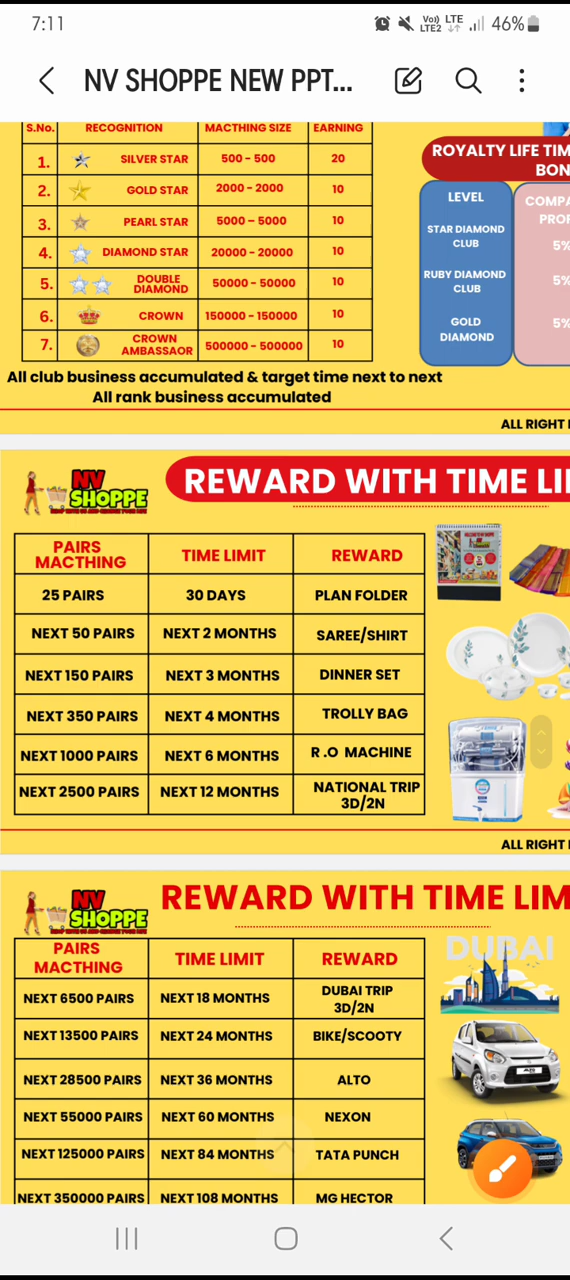 7:11
Vo)) LTE
LTE2
46%
NV SHOPPE NEW PPT...
S.No. RECOGNITION MACTHING SIZE EARNING
1. SILVER STAR 500 - 500 20
2. GOLD STAR 2000 - 2000 10
3. PEARL STAR 5000 – 5000 10
4. DIAMOND STAR 20000 - 20000 10
5. DOUBLE DIAMOND 50000 - 50000 10
6. CROWN 150000 - 150000 10
7. CROWN AMBASSAOR 500000 - 500000 10
All club business accumulated & target time next to next
All rank business accumulated
ROYALTY LIFE TIM
BON
LEVEL COMPA
PROF
STAR DIAMOND CLUB 5%
RUBY DIAMOND CLUB 5%
GOLD DIAMOND 5%
ALL RIGHT
NV
SHOPPE
REWARD WITH TIME LI
PAIRS MACTHING TIME LIMIT REWARD
25 PAIRS 30 DAYS PLAN FOLDER
NEXT 50 PAIRS NEXT 2 MONTHS SAREE/SHIRT
NEXT 150 PAIRS NEXT 3 MONTHS DINNER SET
NEXT 350 PAIRS NEXT 4 MONTHS TROLLY BAG
NEXT 1000 PAIRS NEXT 6 MONTHS R .O MACHINE
NEXT 2500 PAIRS NEXT 12 MONTHS NATIONAL TRIP 3D/2N
ALL RIGHT
NV
SHOPPE
REWARD WITH TIME LIM
PAIRS MACTHING TIME LIMIT REWARD
DUBAI
NEXT 6500 PAIRS NEXT 18 MONTHS DUBAI TRIP 3D/2N
NEXT 13500 PAIRS NEXT 24 MONTHS BIKE/SCOOTY
NEXT 28500 PAIRS NEXT 36 MONTHS ALTO
NEXT 55000 PAIRS NEXT 60 MONTHS NEXON
NEXT 125000 PAIRS NEXT 84 MONTHS TATA PUNCH
NEXT 350000 PAIRS NEXT 108 MONTHS MG HECTOR